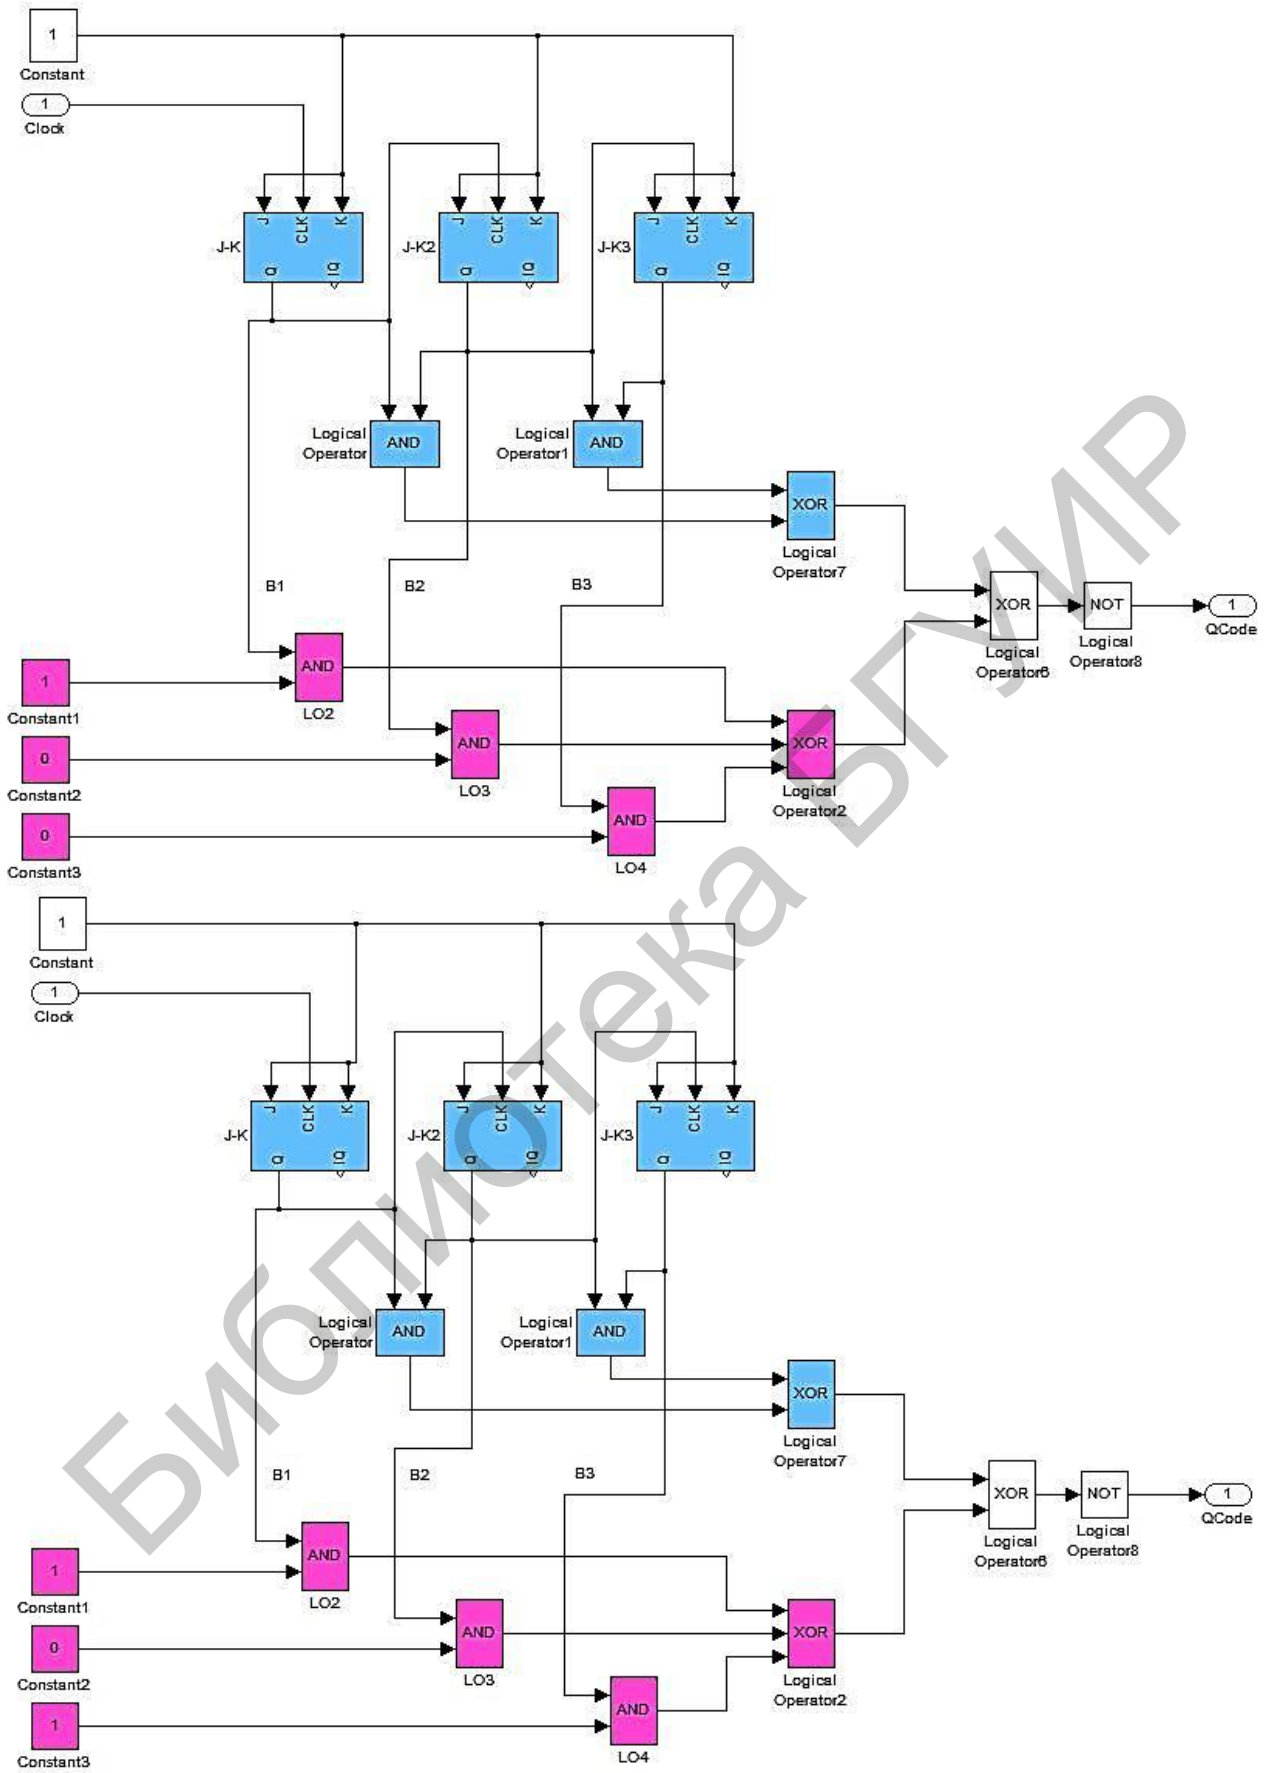 1
Constant
1
Clock
J CLK K
J-K
Q !Q
J CLK K
J-K2
Q !Q
J CLK K
J-K3
Q !Q
Logical
Operator
AND
Logical
Operator1
AND
XOR
Logical
Operator7
B1
B2
B3
XOR
Logical
Operator6
NOT
Logical
Operator8
1
QCode
AND
LO2
1
Constant1
AND
LO3
0
Constant2
XOR
Logical
Operator2
AND
LO4
0
Constant3
1
Constant
1
Clock
J CLK K
J-K
Q !Q
J CLK K
J-K2
Q !Q
J CLK K
J-K3
Q !Q
Logical
Operator
AND
Logical
Operator1
AND
XOR
Logical
Operator7
B1
B2
B3
XOR
Logical
Operator6
NOT
Logical
Operator8
1
QCode
AND
LO2
1
Constant1
AND
LO3
0
Constant2
XOR
Logical
Operator2
AND
LO4
1
Constant3
Библиотека БГУИР